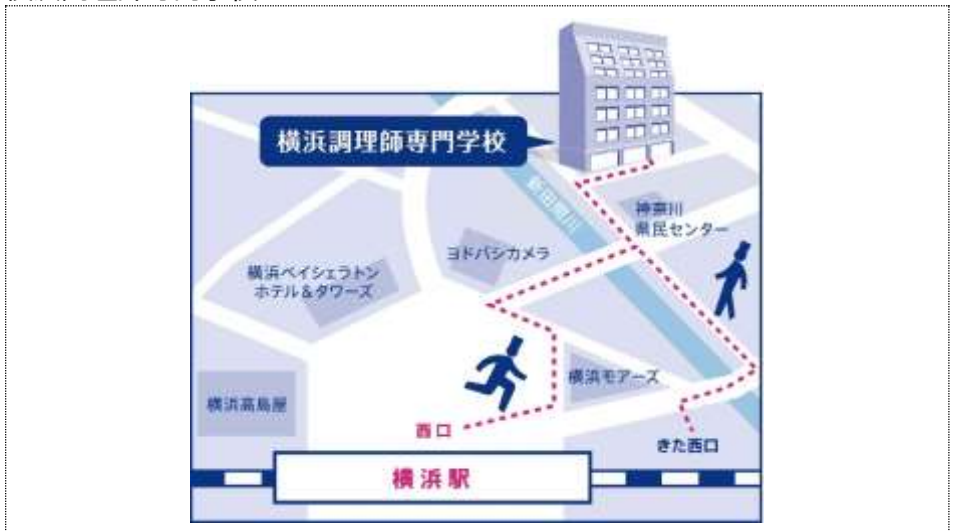 横浜調理師専門学校
新田間川
神奈川
県民センター
ヨドバシカメラ
横浜ベイシェラトン
ホテル&タワーズ
横浜モアーズ
横浜高島屋
西口
きた西口
横浜駅